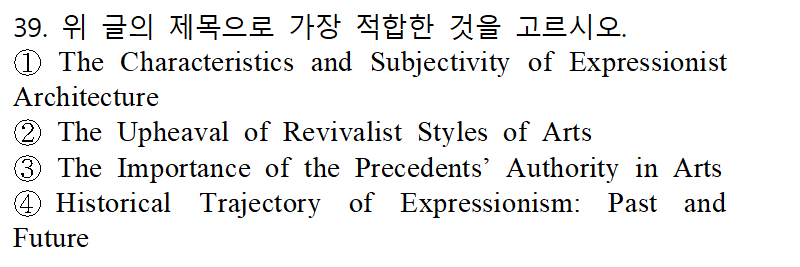 39. 위 글의 제목으로 가장 적합한 것을 고르시오.
① The Characteristics and Subjectivity of Expressionist
Architecture
② The Upheaval of Revivalist Styles of Arts
③ The Importance of the Precedents’ Authority in Arts
④ Historical Trajectory of Expressionism: Past and
Future